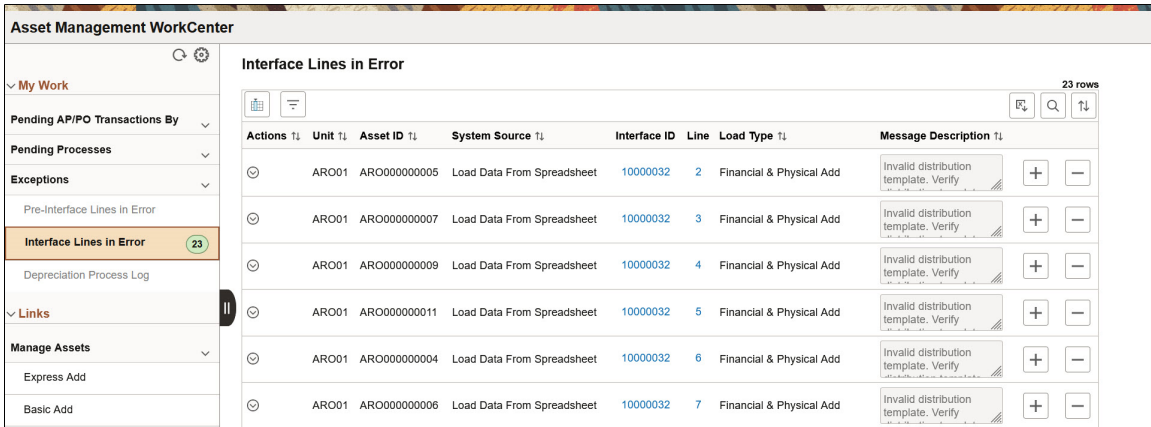 Asset Management WorkCenter
My Work
Pending AP/PO Transactions By
Pending Processes
Exceptions
Pre-Interface Lines in Error
Interface Lines in Error 23
Depreciation Process Log
Links
Manage Assets
Express Add
Basic Add
Interface Lines in Error
23 rows
Actions Unit Asset ID System Source Interface ID Line Load Type Message Description
ARO01 ARO000000005 Load Data From Spreadsheet 10000032 2 Financial & Physical Add Invalid distribution
template. Verify
ARO01 ARO000000007 Load Data From Spreadsheet 10000032 3 Financial & Physical Add Invalid distribution
template. Verify
ARO01 ARO000000009 Load Data From Spreadsheet 10000032 4 Financial & Physical Add Invalid distribution
template. Verify
ARO01 ARO000000011 Load Data From Spreadsheet 10000032 5 Financial & Physical Add Invalid distribution
template. Verify
ARO01 ARO000000004 Load Data From Spreadsheet 10000032 6 Financial & Physical Add Invalid distribution
template. Verify
ARO01 ARO000000006 Load Data From Spreadsheet 10000032 7 Financial & Physical Add Invalid distribution
template. Verify